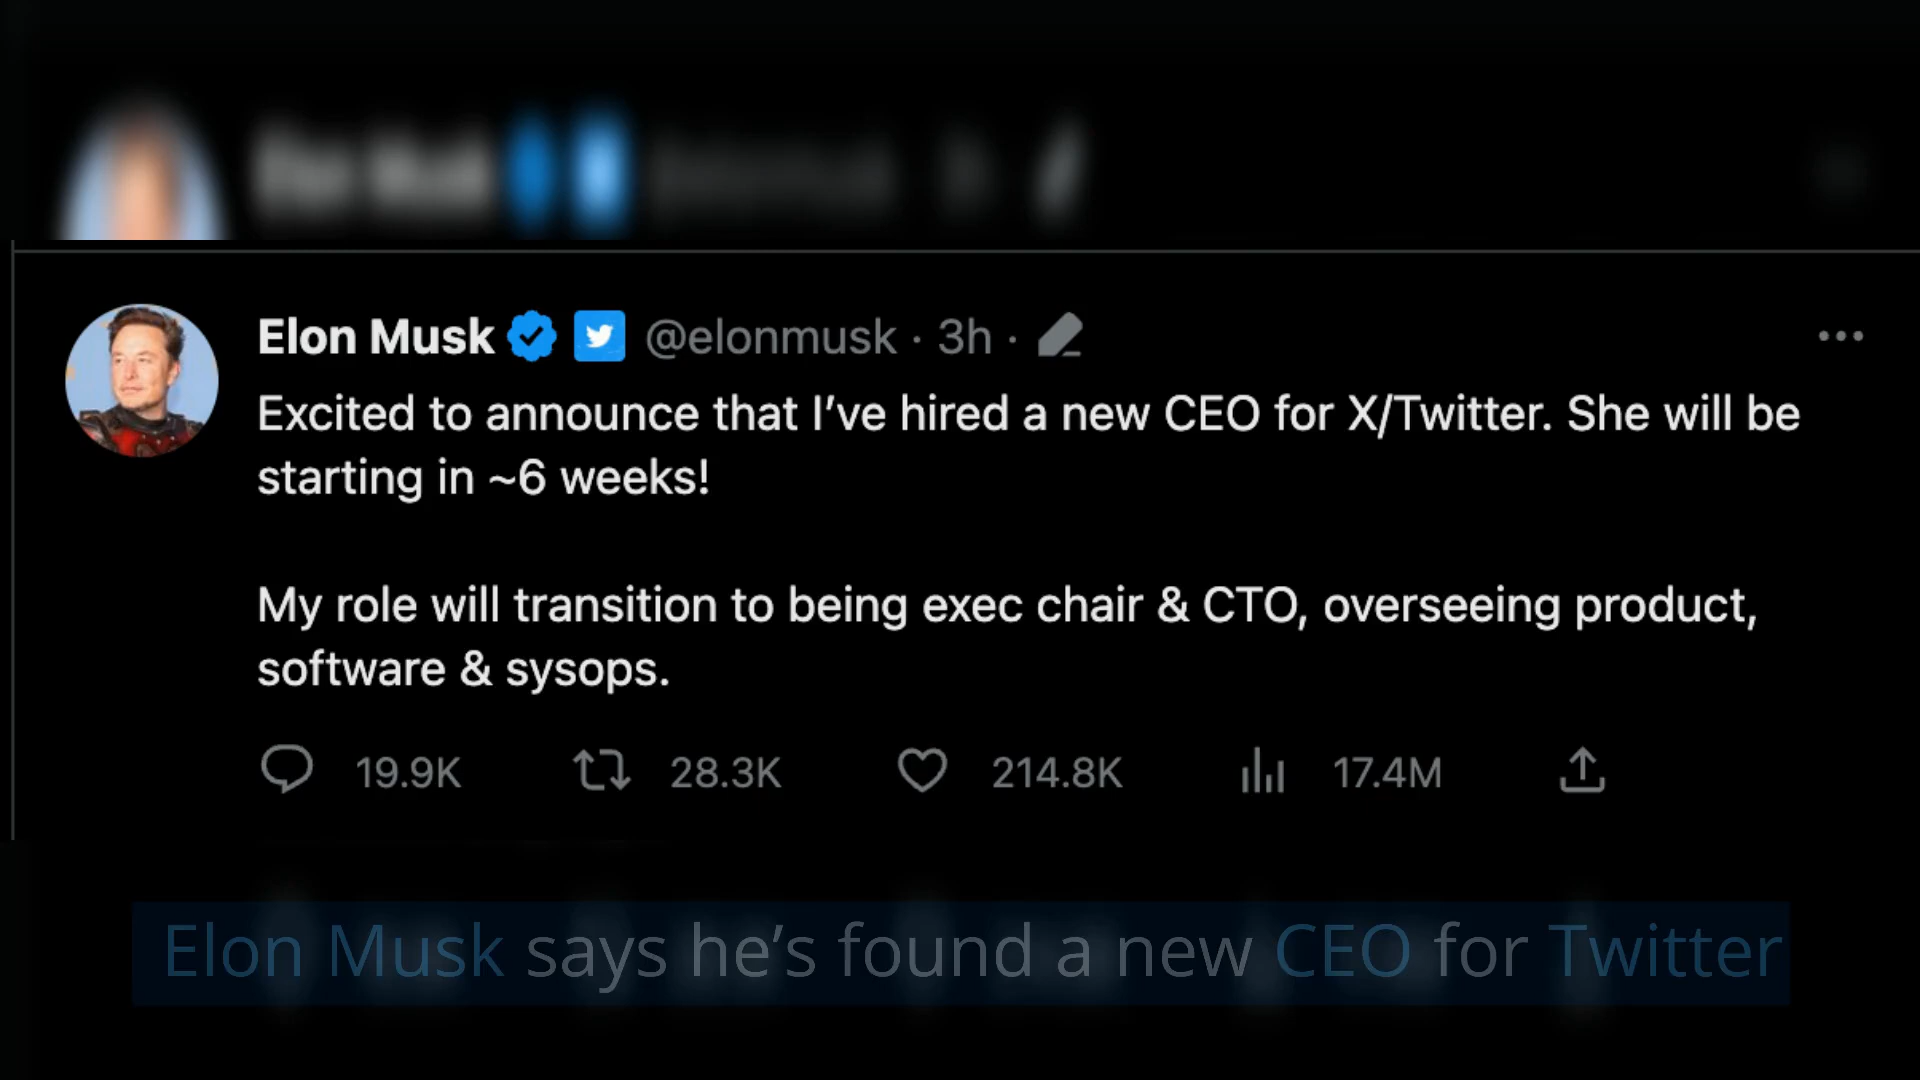 Elon Musk @elonmusk · 3h ·
Excited to announce that I’ve hired a new CEO for X/Twitter. She will be
starting in ~6 weeks!
My role will transition to being exec chair & CTO, overseeing product,
software & sysops.
19.9K 28.3K 214.8K 17.4M
Elon Musk says he’s found a new CEO for Twitter